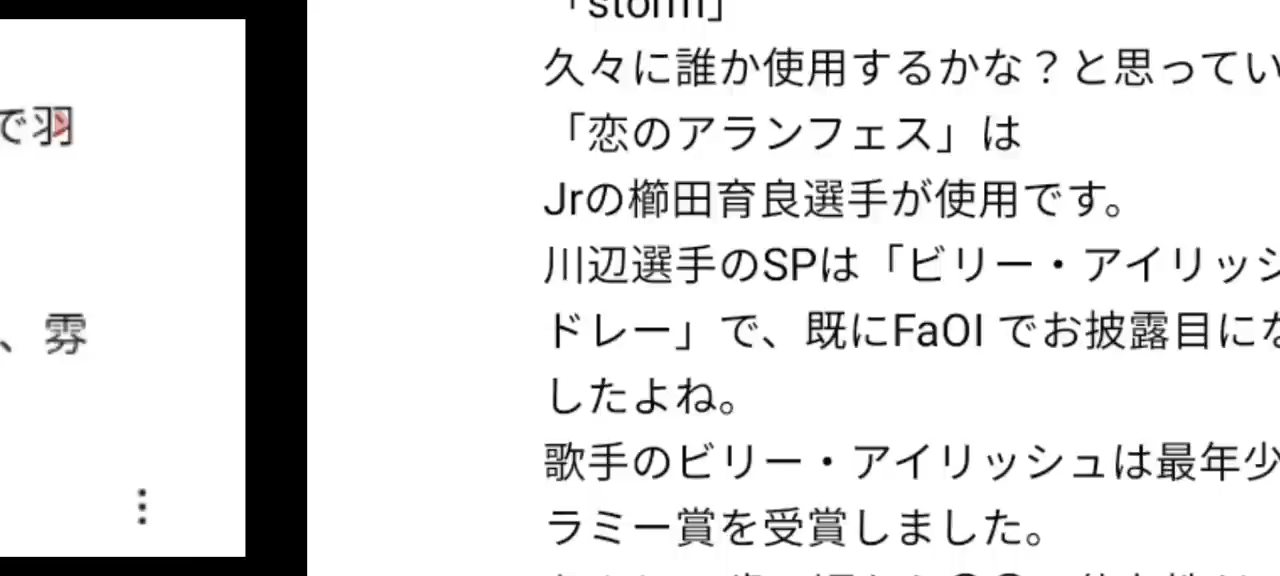 で羽
、雰
「storm」
久々に誰か使用するかな？と思ってい
「恋のアランフェス」は
Jrの櫛田育良選手が使用です。
川辺選手のSPは「ビリー・アイリッシ
ドレー」で、既にFaOI でお披露目にな
したよね。
歌手のビリー・アイリッシュは最年少
ラミー賞を受賞しました。